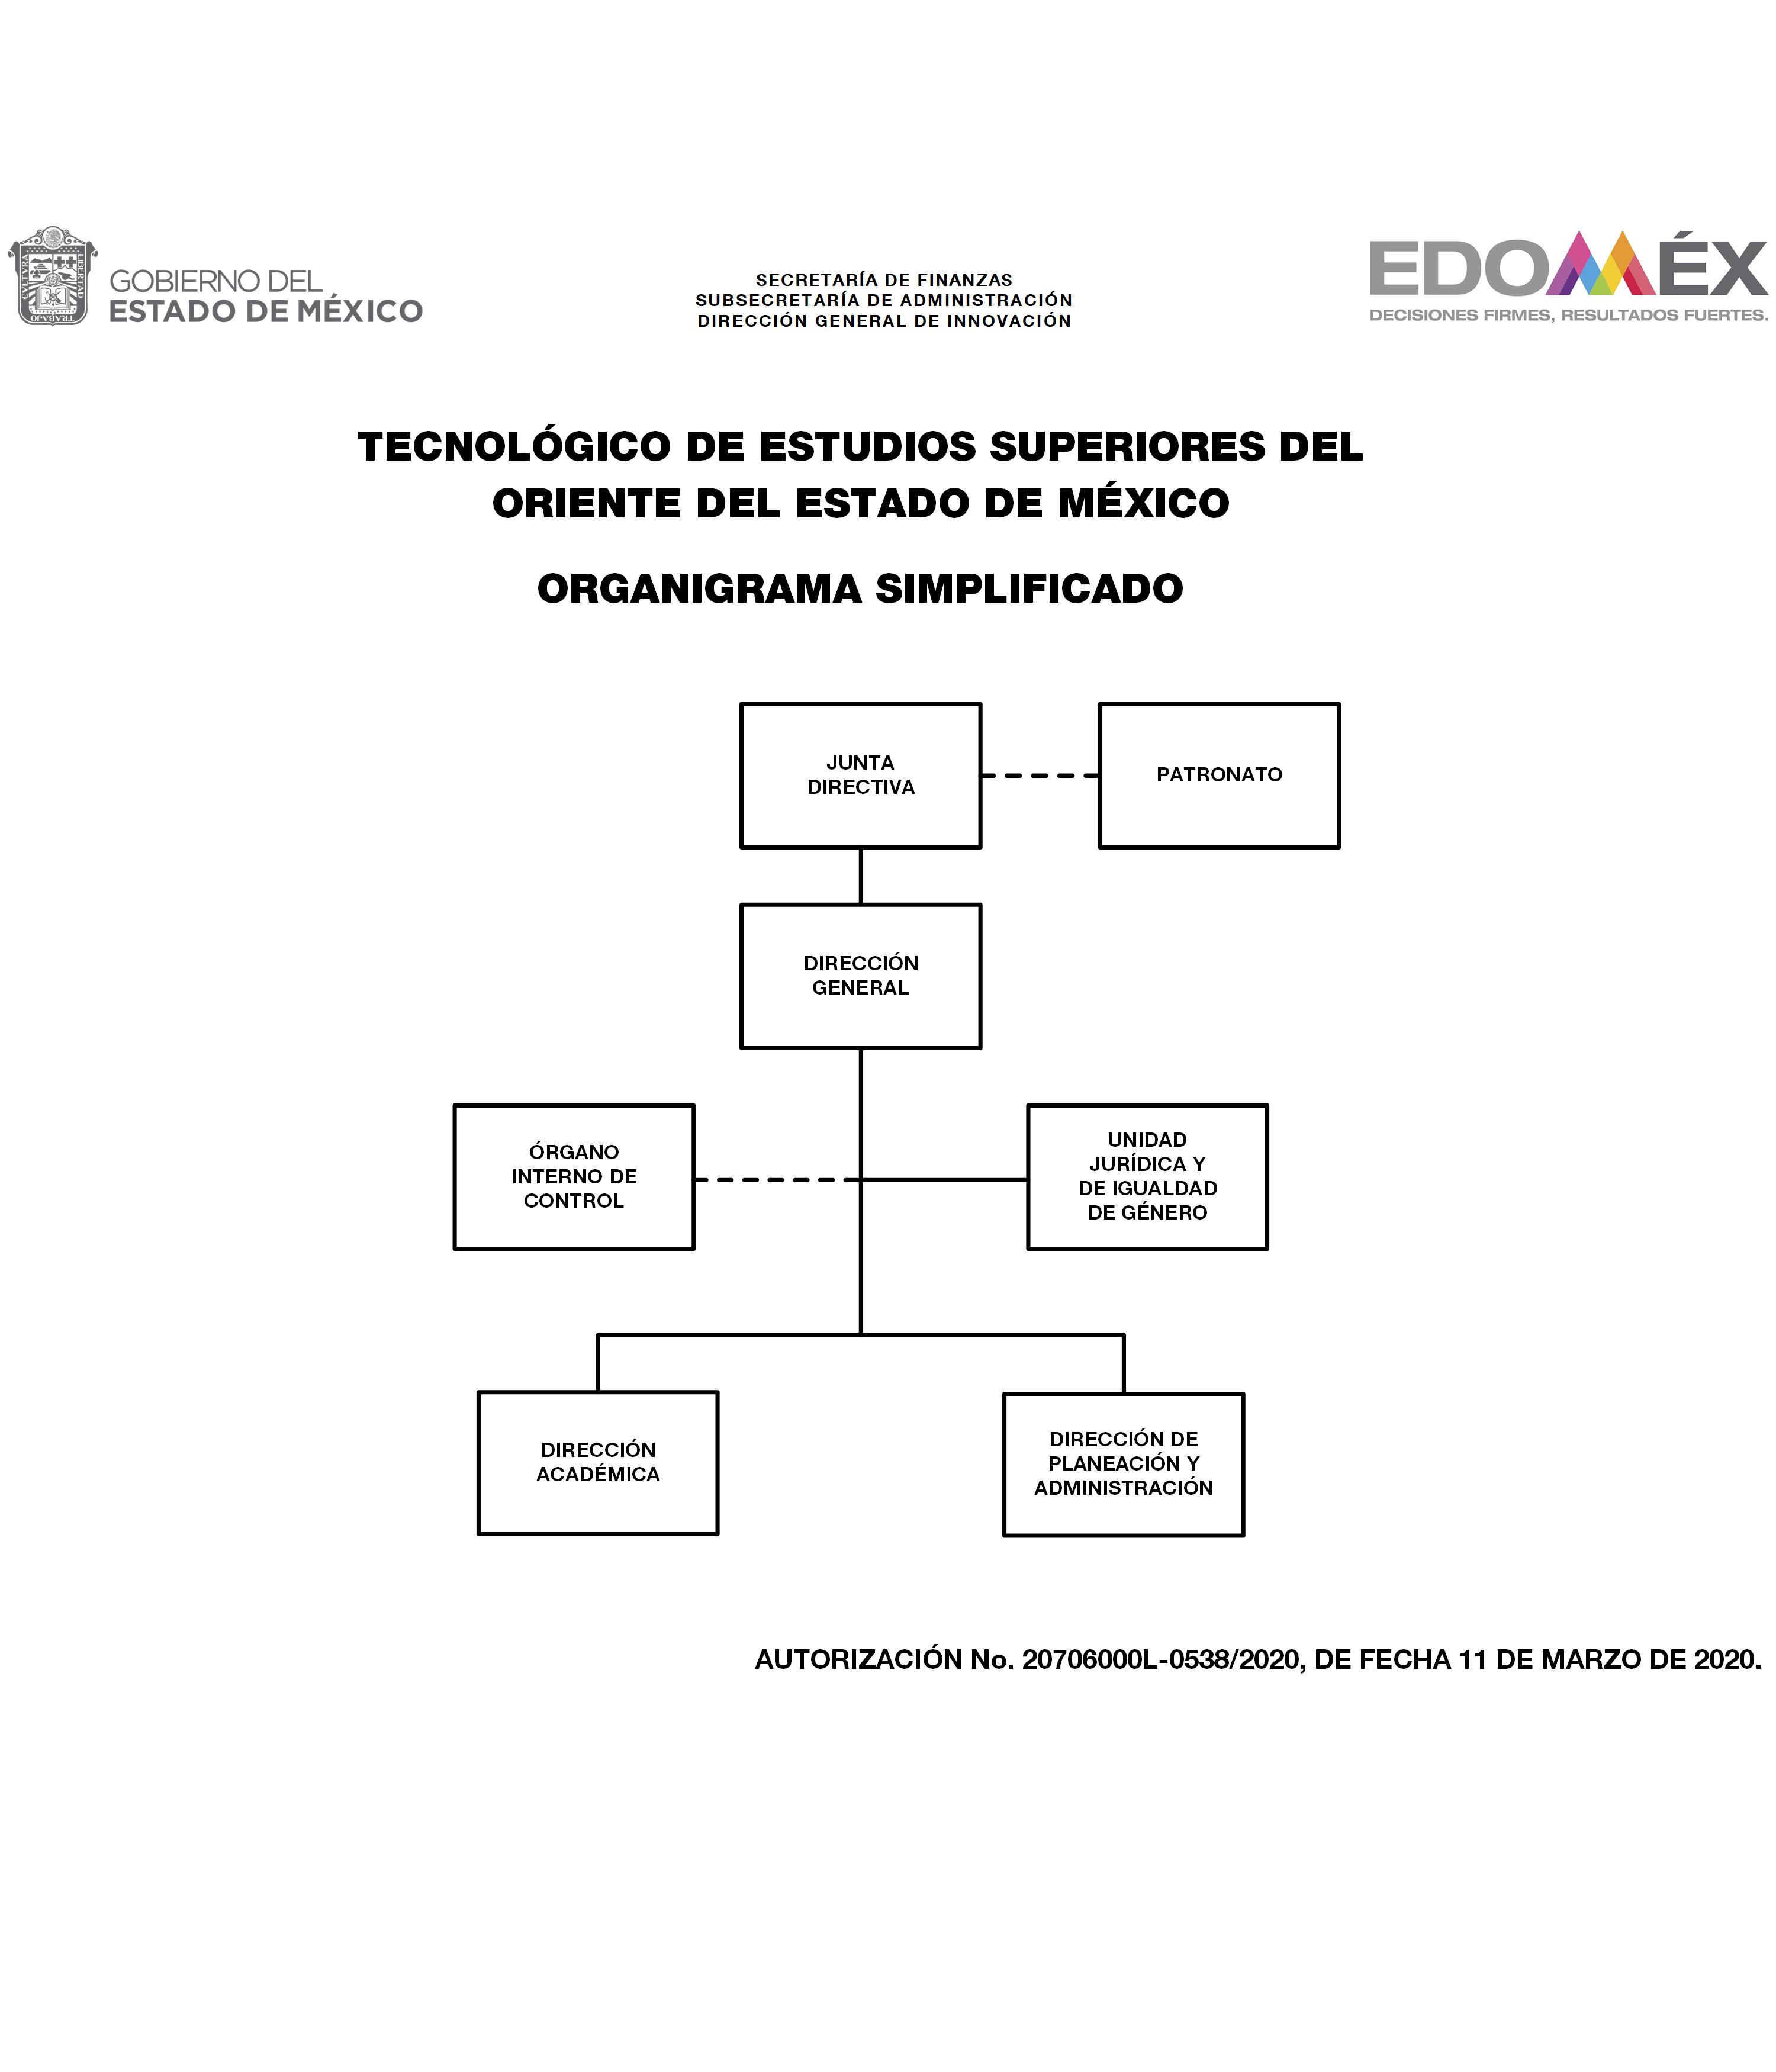 CULTURA
LIBERTAD
TRABAJO
GOBIERNO DEL
ESTADO DE MÉXICO
SECRETARÍA DE FINANZAS
SUBSECRETARÍA DE ADMINISTRACIÓN
DIRECCIÓN GENERAL DE INNOVACIÓN
EDOMÉX
DECISIONES FIRMES, RESULTADOS FUERTES.
TECNOLÓGICO DE ESTUDIOS SUPERIORES DEL
ORIENTE DEL ESTADO DE MÉXICO
ORGANIGRAMA SIMPLIFICADO
JUNTA
DIRECTIVA
PATRONATO
DIRECCIÓN
GENERAL
ÓRGANO
INTERNO DE
CONTROL
UNIDAD
JURÍDICA Y
DE IGUALDAD
DE GÉNERO
DIRECCIÓN
ACADÉMICA
DIRECCIÓN DE
PLANEACIÓN Y
ADMINISTRACIÓN
AUTORIZACIÓN No. 20706000L-0538/2020, DE FECHA 11 DE MARZO DE 2020.